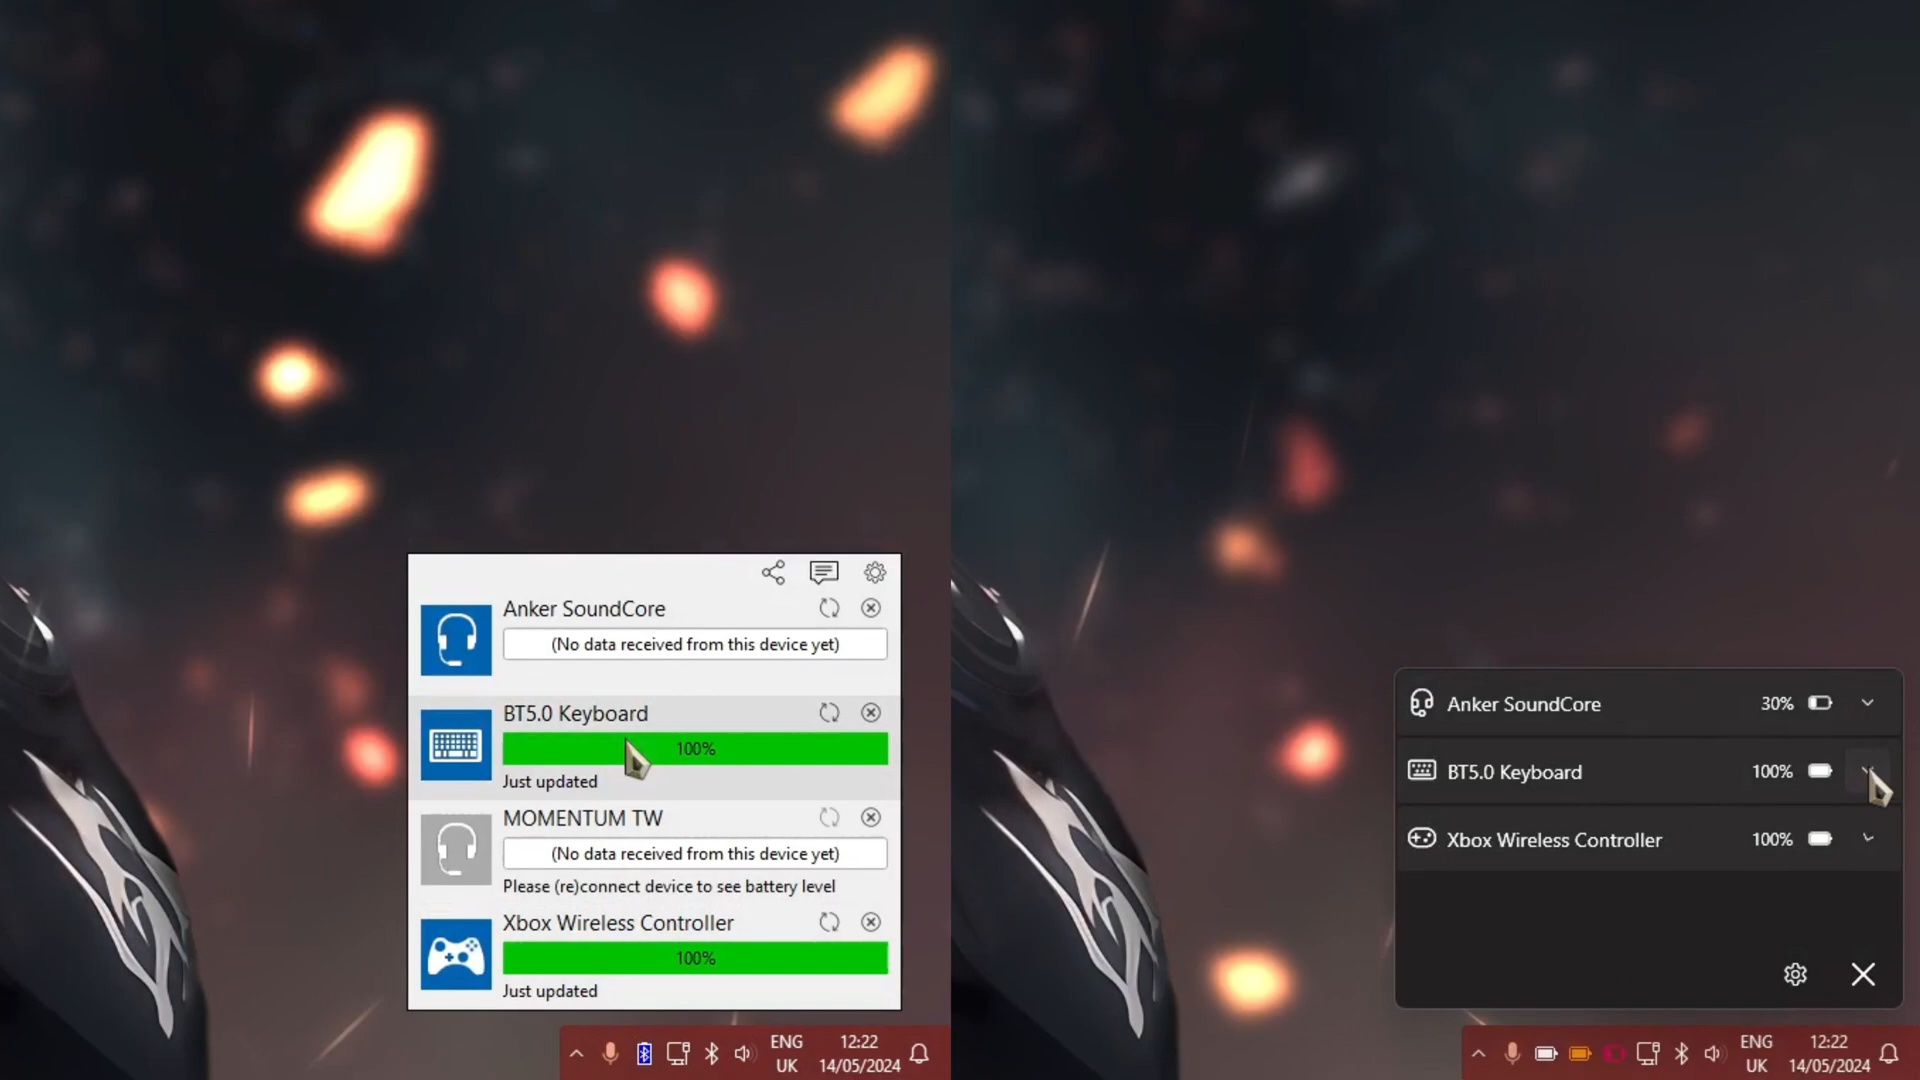 Anker SoundCore
(No data received from this device yet)
BT5.0 Keyboard
100%
Just updated
MOMENTUM TW
(No data received from this device yet)
Please (re)connect device to see battery level
Xbox Wireless Controller
100%
Just updated
ENG
UK
12:22
14/05/2024
Anker SoundCore
30%
BT5.0 Keyboard
100%
Xbox Wireless Controller
100%
ENG
UK
12:22
14/05/2024